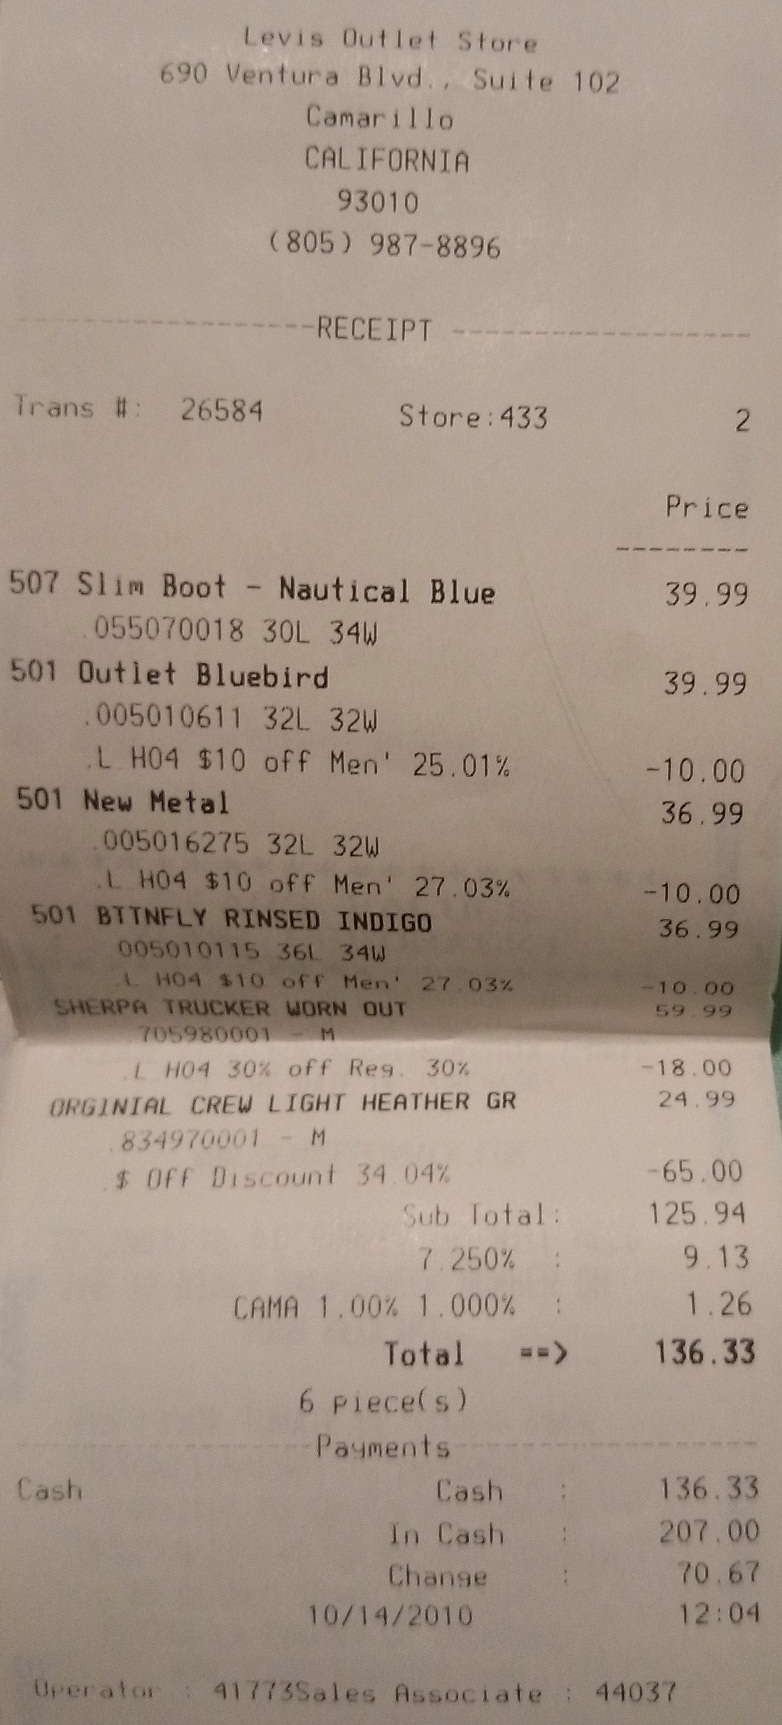 Levis Outlet Store
690 Ventura Blvd., Suite 102
Camarillo
CALIFORNIA
93010
(805) 987-8896
------------------RECEIPT ------------------
Trans #: 26584 Store:433 2
Price
--------
507 Slim Boot - Nautical Blue 39.99
.055070018 30L 34W
501 Outlet Bluebird 39.99
.005010611 32L 32W
.L H04 $10 off Men' 25.01% -10.00
501 New Metal 36.99
.005016275 32L 32W
.L H04 $10 off Men' 27.03% -10.00
501 BTTNFLY RINSED INDIGO 36.99
005010115 36L 34W
.L H04 $10 off Men' 27.03% -10.00
SHERPA TRUCKER WORN OUT 59.99
.705980001 - M
.L H04 30% off Reg. 30% -18.00
ORGINIAL CREW LIGHT HEATHER GR 24.99
.834970001 - M
.$ Off Discount 34.04% -65.00
Sub Total: 125.94
7.250% : 9.13
CAMA 1.00% 1.000% : 1.26
Total ==> 136.33
6 piece(s)
------------------Payments------------------
Cash Cash : 136.33
In Cash : 207.00
Change : 70.67
10/14/2010 12:04
Operator : 41773Sales Associate : 44037